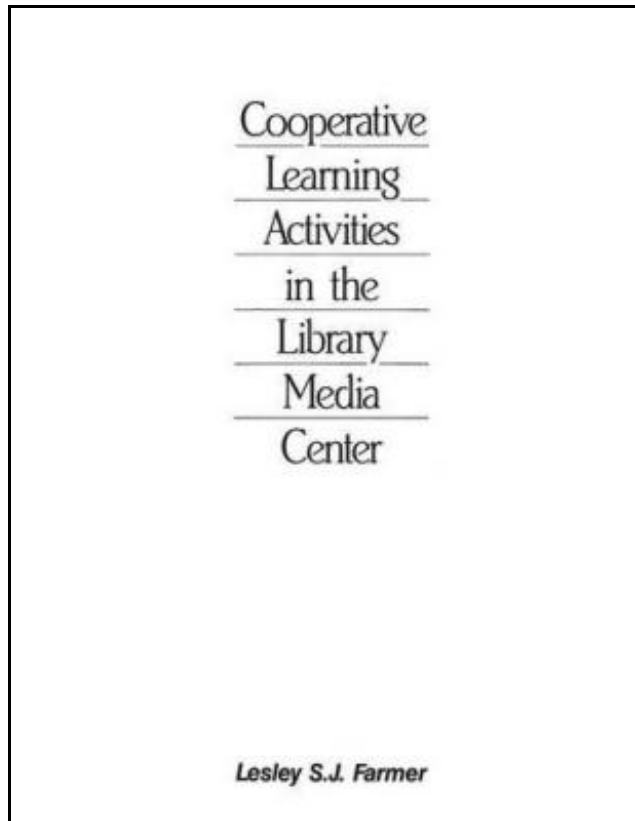 Cooperative
Learning
Activities
in the
Library
Media
Center
Lesley S.J. Farmer